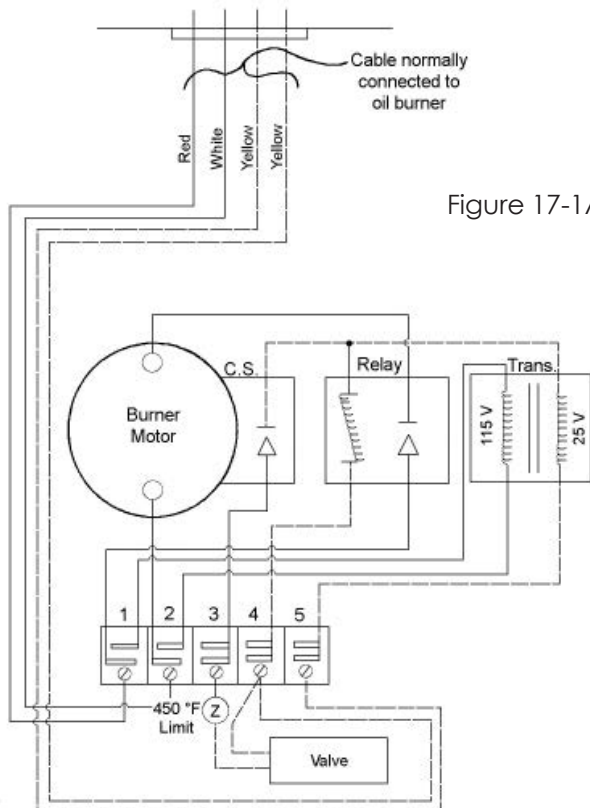 Cable normally
connected to
oil burner
Red
White
Yellow
Yellow
Figure 17-1
C.S.
Relay
Trans.
Burner
Motor
115 V
25 V
1 2 3 4 5
450 °F
Limit
Z
Valve